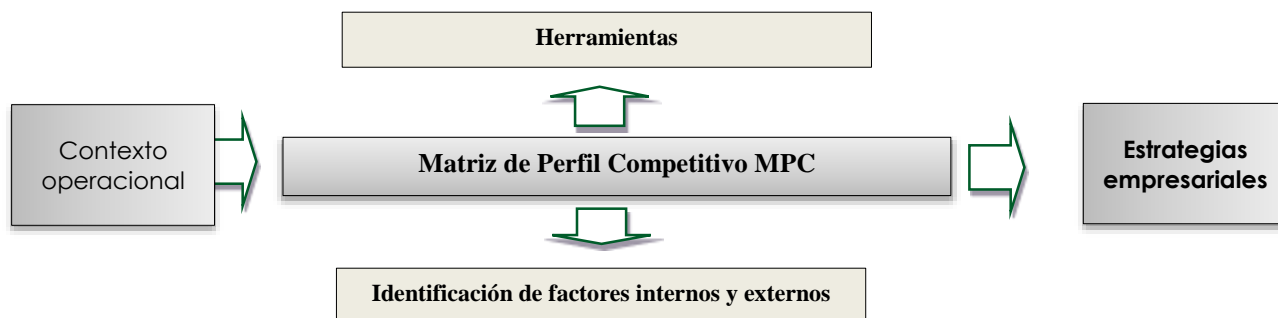 Herramientas
Contexto
operacional
Matriz de Perfil Competitivo MPC
Estrategias
empresariales
Identificación de factores internos y externos